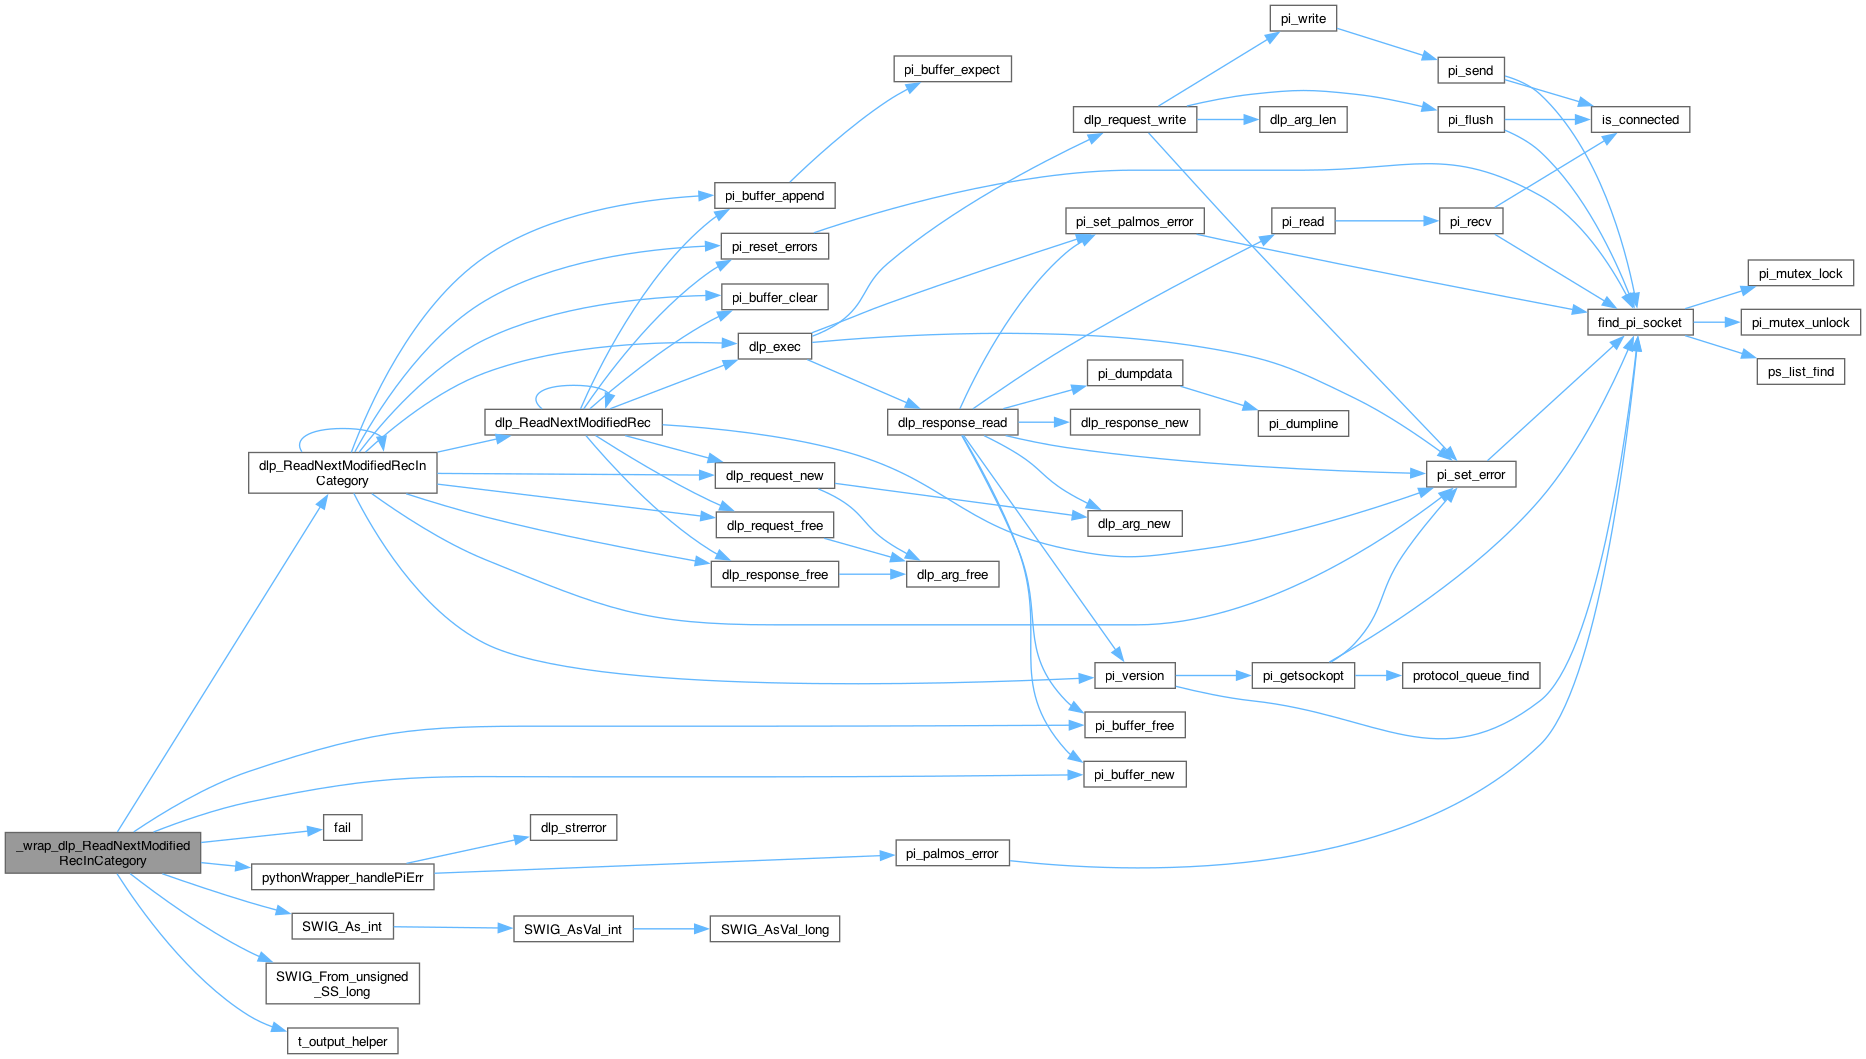 pi_write
pi_buffer_expect
pi_send
dlp_request_write
dlp_arg_len
pi_flush
is_connected
pi_buffer_append
pi_set_palmos_error
pi_read
pi_recv
pi_reset_errors
pi_mutex_lock
pi_buffer_clear
find_pi_socket
pi_mutex_unlock
dlp_exec
pi_dumpdata
ps_list_find
dlp_ReadNextModifiedRec
dlp_response_read
dlp_response_new
pi_dumpline
dlp_ReadNextModifiedRecIn
Category
dlp_request_new
pi_set_error
dlp_request_free
dlp_arg_new
dlp_response_free
dlp_arg_free
pi_version
pi_getsockopt
protocol_queue_find
pi_buffer_free
pi_buffer_new
fail
dlp_strerror
_wrap_dlp_ReadNextModified
RecInCategory
pi_palmos_error
pythonWrapper_handlePiErr
SWIG_As_int
SWIG_AsVal_int
SWIG_AsVal_long
SWIG_From_unsigned
_SS_long
t_output_helper